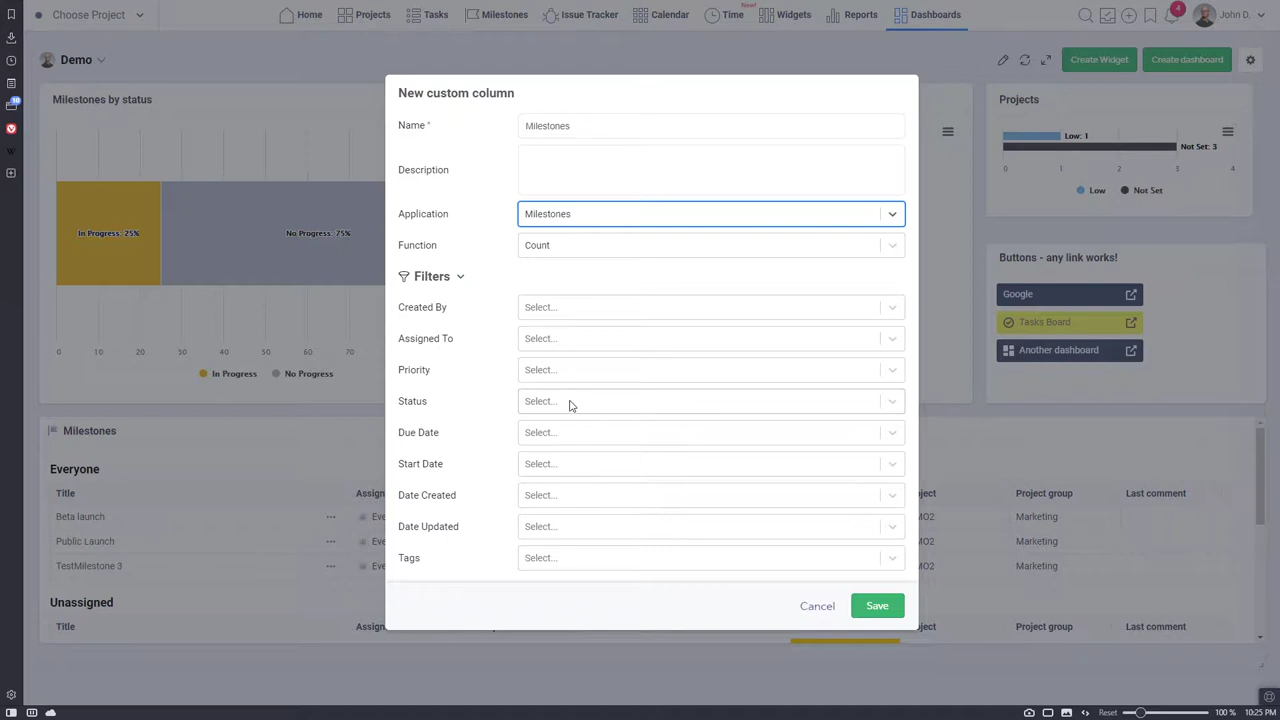 Choose Project
Home
Projects
Tasks
Milestones
Issue Tracker
Calendar
Time
New!
Widgets
Reports
Dashboards
4
John D.
Demo
Create Widget
Create dashboard
Milestones by status
In Progress: 25%
No Progress: 75%
0 10 20 30 40 50 60 70
In Progress
No Progress
Projects
Low: 1
Not Set: 3
0 1 2 3 4
Low
Not Set
Buttons - any link works!
Google
Tasks Board
Another dashboard
New custom column
Name * Milestones
Description
Application Milestones
Function Count
Filters
Created By Select...
Assigned To Select...
Priority Select...
Status Select...
Due Date Select...
Start Date Select...
Date Created Select...
Date Updated Select...
Tags Select...
Cancel
Save
Milestones
Everyone
Title Project group Last comment
Beta launch Marketing
Public Launch Marketing
TestMilestone 3 Marketing
Unassigned
Title Project group Last comment
Reset 100 % 10:25 PM